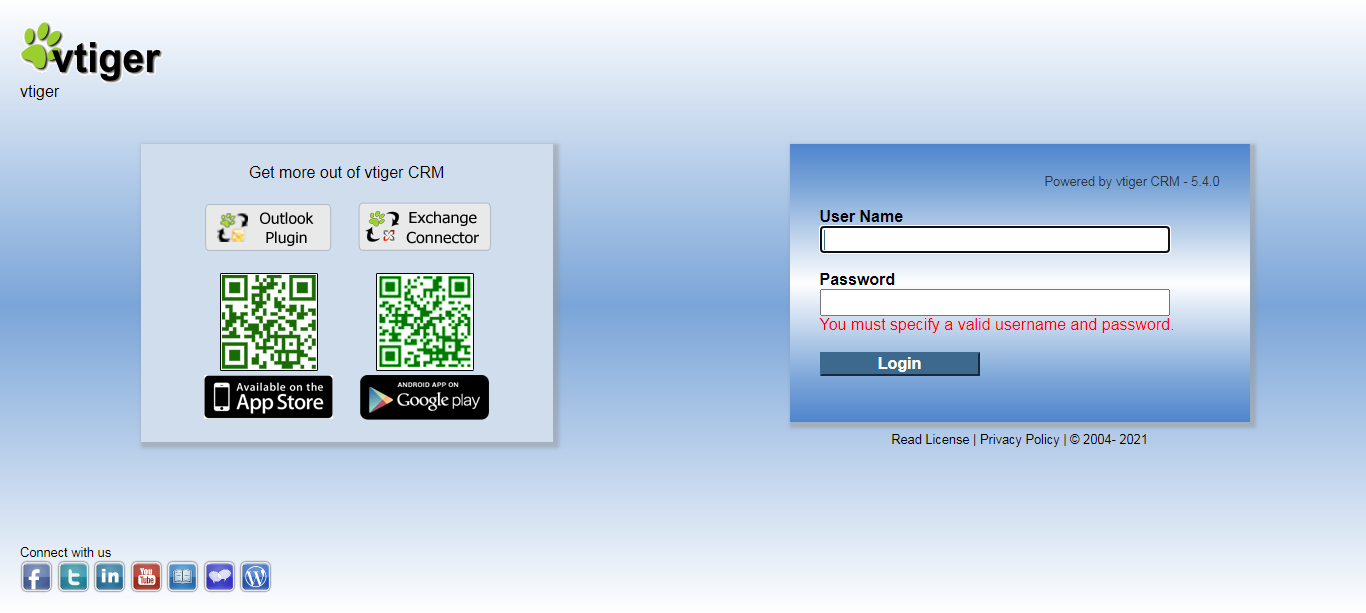 vtiger
vtiger
Get more out of vtiger CRM
Outlook
Plugin
Exchange
Connector
Available on the
App Store
ANDROID APP ON
Google play
Powered by vtiger CRM - 5.4.0
User Name
Password
You must specify a valid username and password.
Login
Read License | Privacy Policy | © 2004- 2021
Connect with us
f
t
in
You
Tube
W